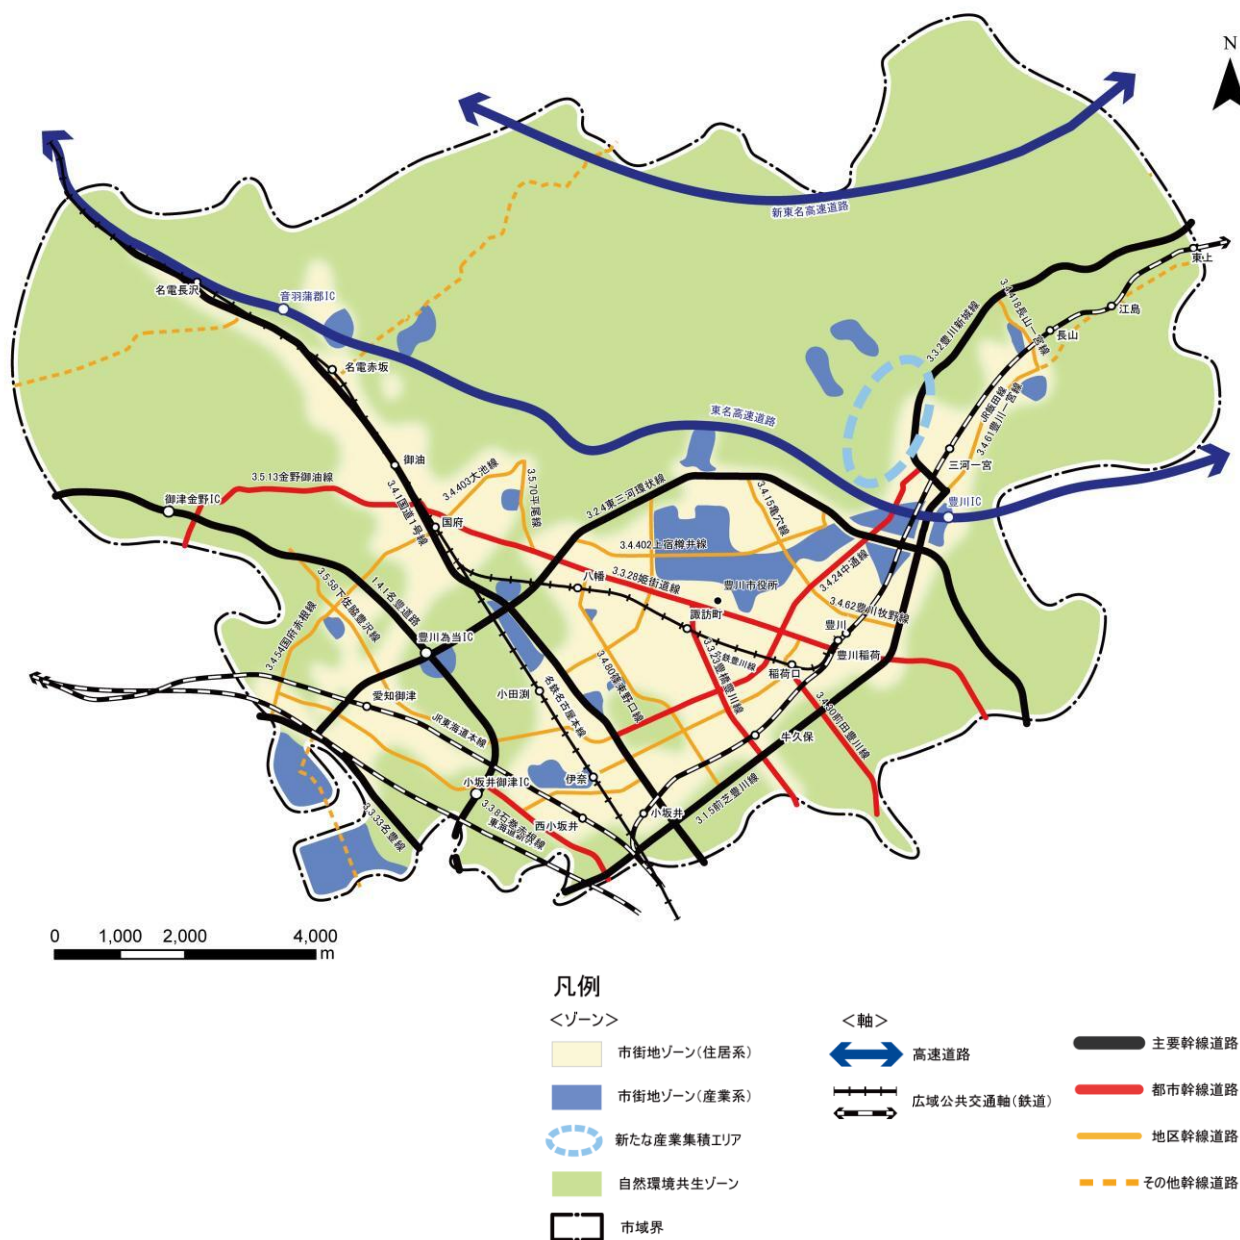 N
新東名高速道路
東上
名電長沢
音羽蒲郡IC
江島
3.4.418長山一宮線
長山
3.3.2豊川新城線
名電赤坂
JR飯田線
3.4.61豊川一宮線
東名高速道路
御油
三河一宮
3.4.403大池線
3.5.70平尾線
3.5.13金野御油線
御津金野IC
3.4.1国道1号線
3.2.4東三河環状線
3.4.15亀穴線
豊川IC
国府
3.4.402上宿樽井線
3.3.28姫街道線
3.4.24中通線
八幡
豊川市役所
3.5.58下佐脇豊沢線
1.4.1名豊道路
諏訪町
3.4.62豊川牧野線
3.4.54国府赤根線
豊川為当IC
豊川
豊川稲荷
鉄豊川線
稲荷口
3.3.23豊橋豊川線
3.4.80篠束野口線
名鉄名古屋本線
愛知御津
小田渕
3.4.30前田豊川線
JR東海道本線
牛久保
伊奈
小坂井御津IC
3.1.5前芝豊川線
小坂井
3.3.8石巻赤根線
西小坂井
3.3.33名豊線
0 1,000 2,000 4,000
m
凡例
＜ゾーン＞
市街地ゾーン(住居系)
市街地ゾーン(産業系)
新たな産業集積エリア
自然環境共生ゾーン
市域界
＜軸＞
高速道路
広域公共交通軸(鉄道)
主要幹線道路
都市幹線道路
地区幹線道路
その他幹線道路